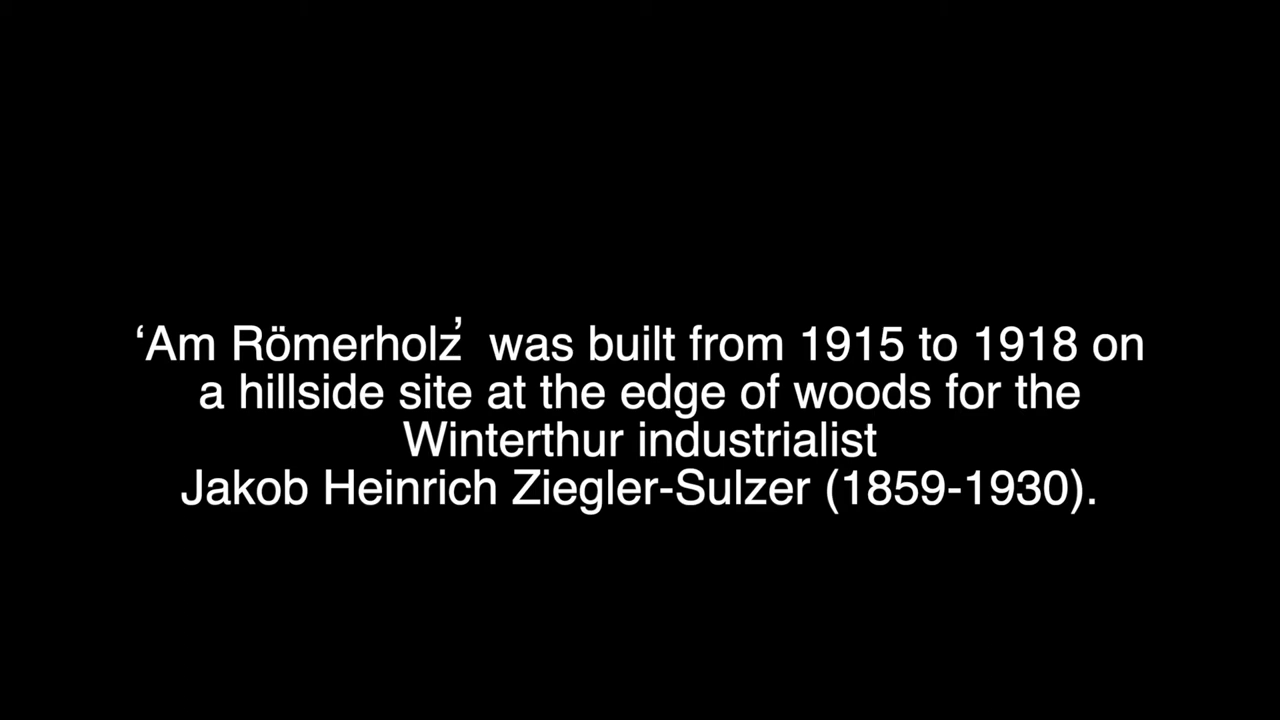 ‘Am Römerholz’ was built from 1915 to 1918 on
a hillside site at the edge of woods for the
Winterthur industrialist
Jakob Heinrich Ziegler-Sulzer (1859-1930).